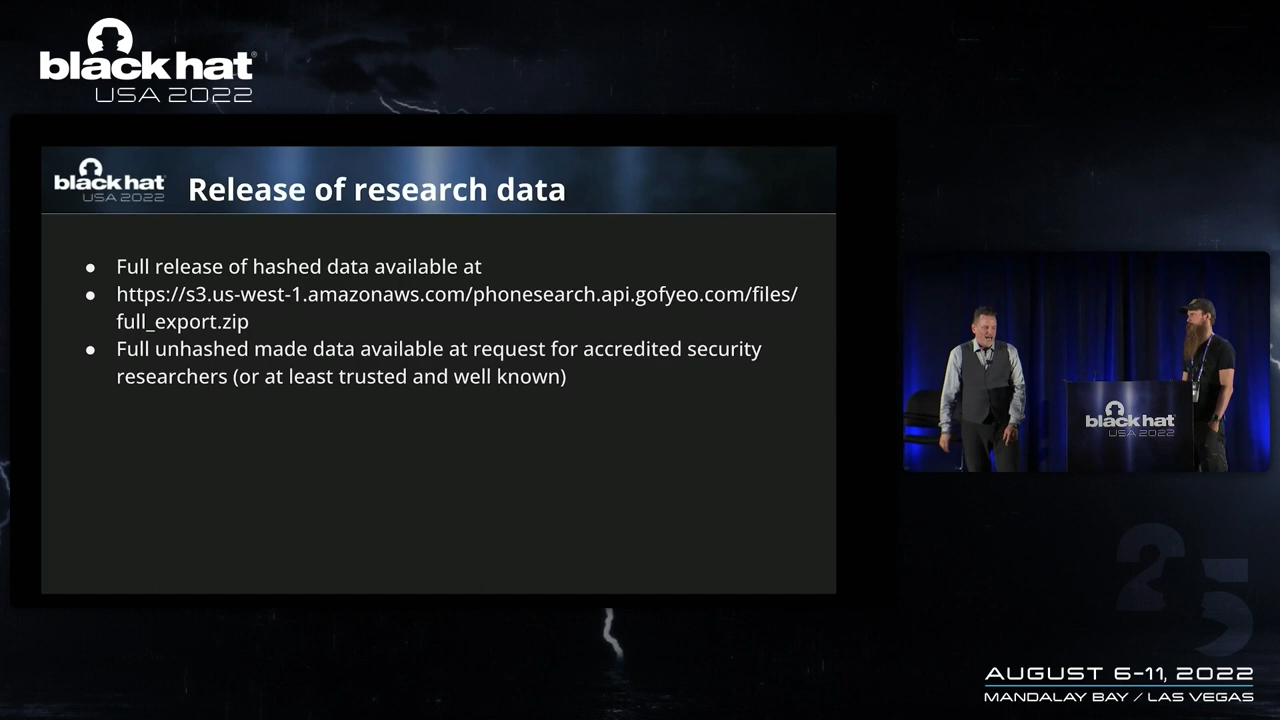 black hat®
USA 2022
black hat
USA 2022
Release of research data
● Full release of hashed data available at
● https://s3.us-west-1.amazonaws.com/phonesearch.api.gofyeo.com/files/
full_export.zip
● Full unhashed made data available at request for accredited security
researchers (or at least trusted and well known)
black hat
USA 2022
25
AUGUST 6-11, 2022
MANDALAY BAY / LAS VEGAS